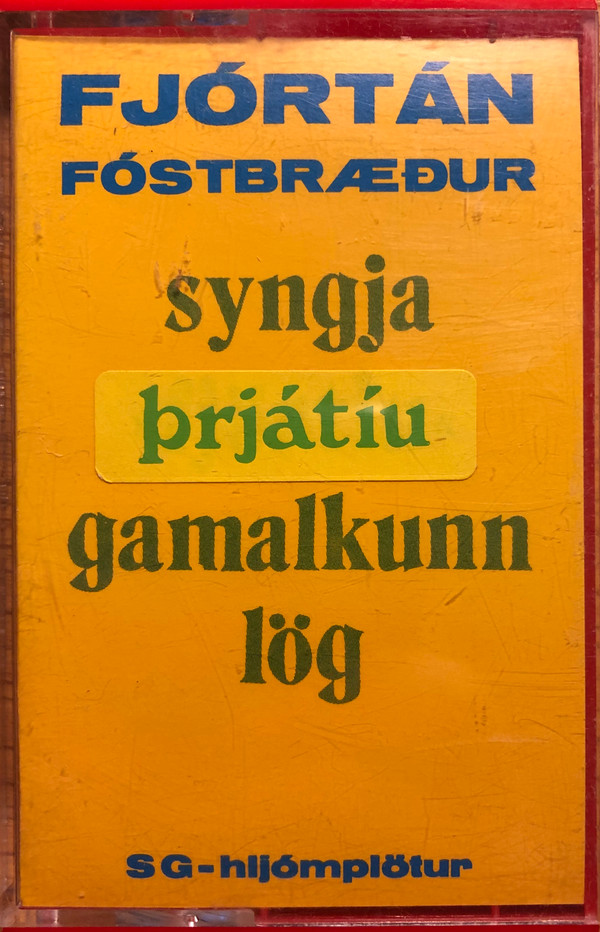 FJÓRTÁN
FÓSTBRÆÐUR
syngja
þrjátíu
gamalkunn
lög
SG-hljómplötur